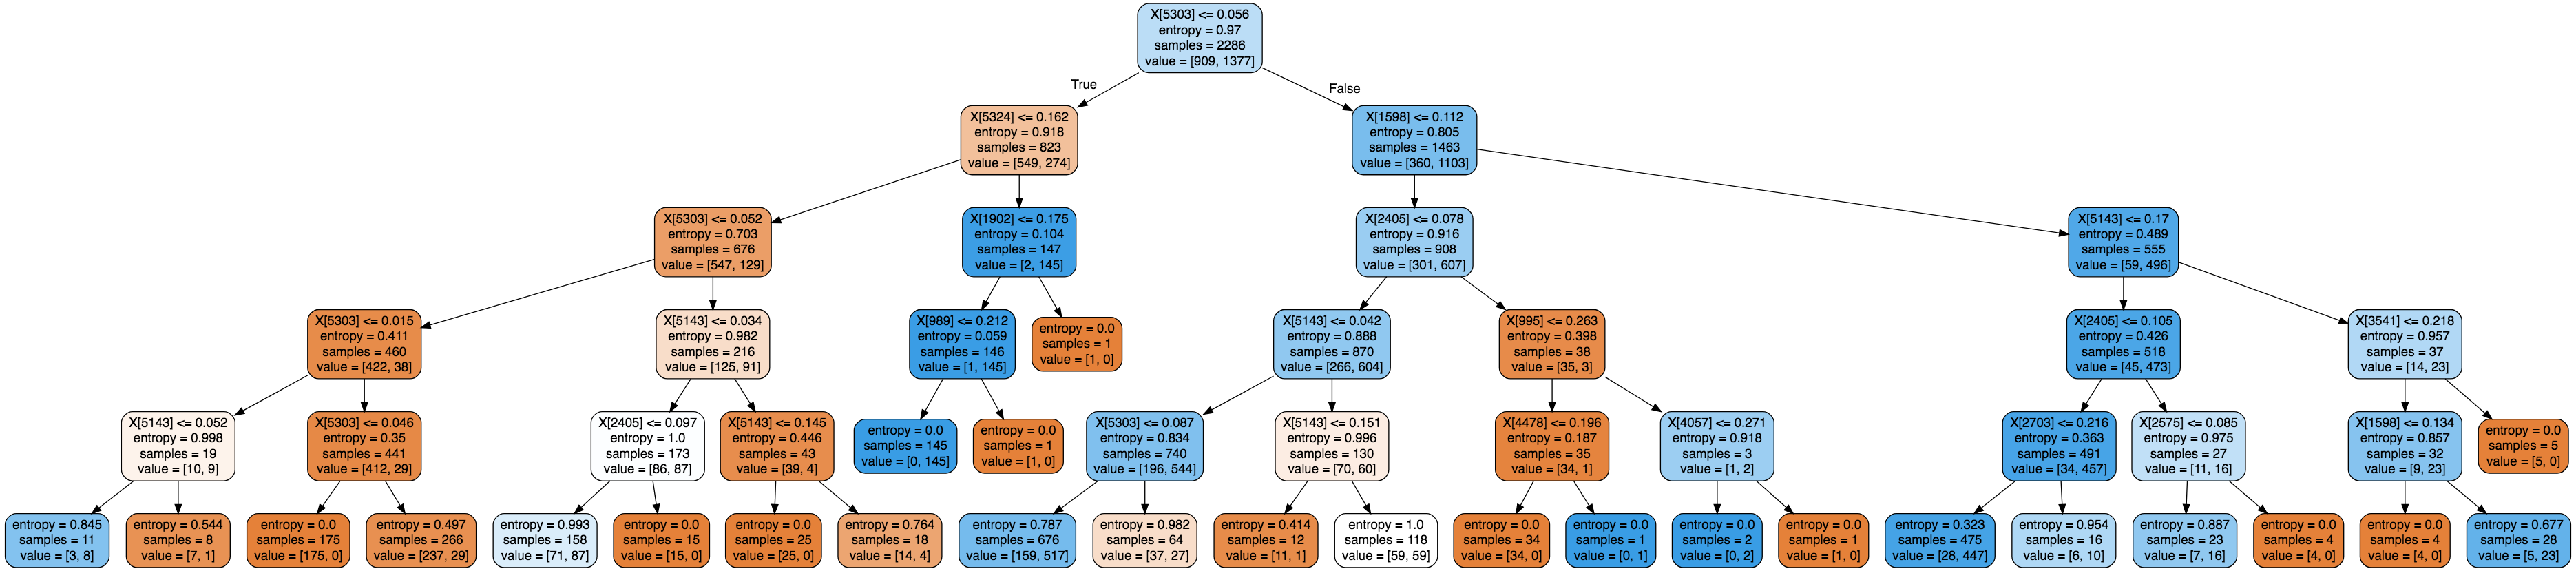 X[5303] <= 0.056
entropy = 0.97
samples = 2286
value = [909, 1377]
True
False
X[5324] <= 0.162
entropy = 0.918
samples = 823
value = [549, 274]
X[1598] <= 0.112
entropy = 0.805
samples = 1463
value = [360, 1103]
X[5303] <= 0.052
entropy = 0.703
samples = 676
value = [547, 129]
X[1902] <= 0.175
entropy = 0.104
samples = 147
value = [2, 145]
X[2405] <= 0.078
entropy = 0.916
samples = 908
value = [301, 607]
X[5143] <= 0.17
entropy = 0.489
samples = 555
value = [59, 496]
X[5303] <= 0.015
entropy = 0.411
samples = 460
value = [422, 38]
X[5143] <= 0.034
entropy = 0.982
samples = 216
value = [125, 91]
X[989] <= 0.212
entropy = 0.059
samples = 146
value = [1, 145]
entropy = 0.0
samples = 1
value = [1, 0]
X[5143] <= 0.042
entropy = 0.888
samples = 870
value = [266, 604]
X[995] <= 0.263
entropy = 0.398
samples = 38
value = [35, 3]
X[2405] <= 0.105
entropy = 0.426
samples = 518
value = [45, 473]
X[3541] <= 0.218
entropy = 0.957
samples = 37
value = [14, 23]
X[5143] <= 0.052
entropy = 0.998
samples = 19
value = [10, 9]
X[5303] <= 0.046
entropy = 0.35
samples = 441
value = [412, 29]
X[2405] <= 0.097
entropy = 1.0
samples = 173
value = [86, 87]
X[5143] <= 0.145
entropy = 0.446
samples = 43
value = [39, 4]
entropy = 0.0
samples = 145
value = [0, 145]
entropy = 0.0
samples = 1
value = [1, 0]
X[5303] <= 0.087
entropy = 0.834
samples = 740
value = [196, 544]
X[5143] <= 0.151
entropy = 0.996
samples = 130
value = [70, 60]
X[4478] <= 0.196
entropy = 0.187
samples = 35
value = [34, 1]
X[4057] <= 0.271
entropy = 0.918
samples = 3
value = [1, 2]
X[2703] <= 0.216
entropy = 0.363
samples = 491
value = [34, 457]
X[2575] <= 0.085
entropy = 0.975
samples = 27
value = [11, 16]
X[1598] <= 0.134
entropy = 0.857
samples = 32
value = [9, 23]
entropy = 0.0
samples = 5
value = [5, 0]
entropy = 0.845
samples = 11
value = [3, 8]
entropy = 0.544
samples = 8
value = [7, 1]
entropy = 0.0
samples = 175
value = [175, 0]
entropy = 0.497
samples = 266
value = [237, 29]
entropy = 0.993
samples = 158
value = [71, 87]
entropy = 0.0
samples = 15
value = [15, 0]
entropy = 0.0
samples = 25
value = [25, 0]
entropy = 0.764
samples = 18
value = [14, 4]
entropy = 0.787
samples = 676
value = [159, 517]
entropy = 0.982
samples = 64
value = [37, 27]
entropy = 0.414
samples = 12
value = [11, 1]
entropy = 1.0
samples = 118
value = [59, 59]
entropy = 0.0
samples = 34
value = [34, 0]
entropy = 0.0
samples = 1
value = [0, 1]
entropy = 0.0
samples = 2
value = [0, 2]
entropy = 0.0
samples = 1
value = [1, 0]
entropy = 0.323
samples = 475
value = [28, 447]
entropy = 0.954
samples = 16
value = [6, 10]
entropy = 0.887
samples = 23
value = [7, 16]
entropy = 0.0
samples = 4
value = [4, 0]
entropy = 0.0
samples = 4
value = [4, 0]
entropy = 0.677
samples = 28
value = [5, 23]